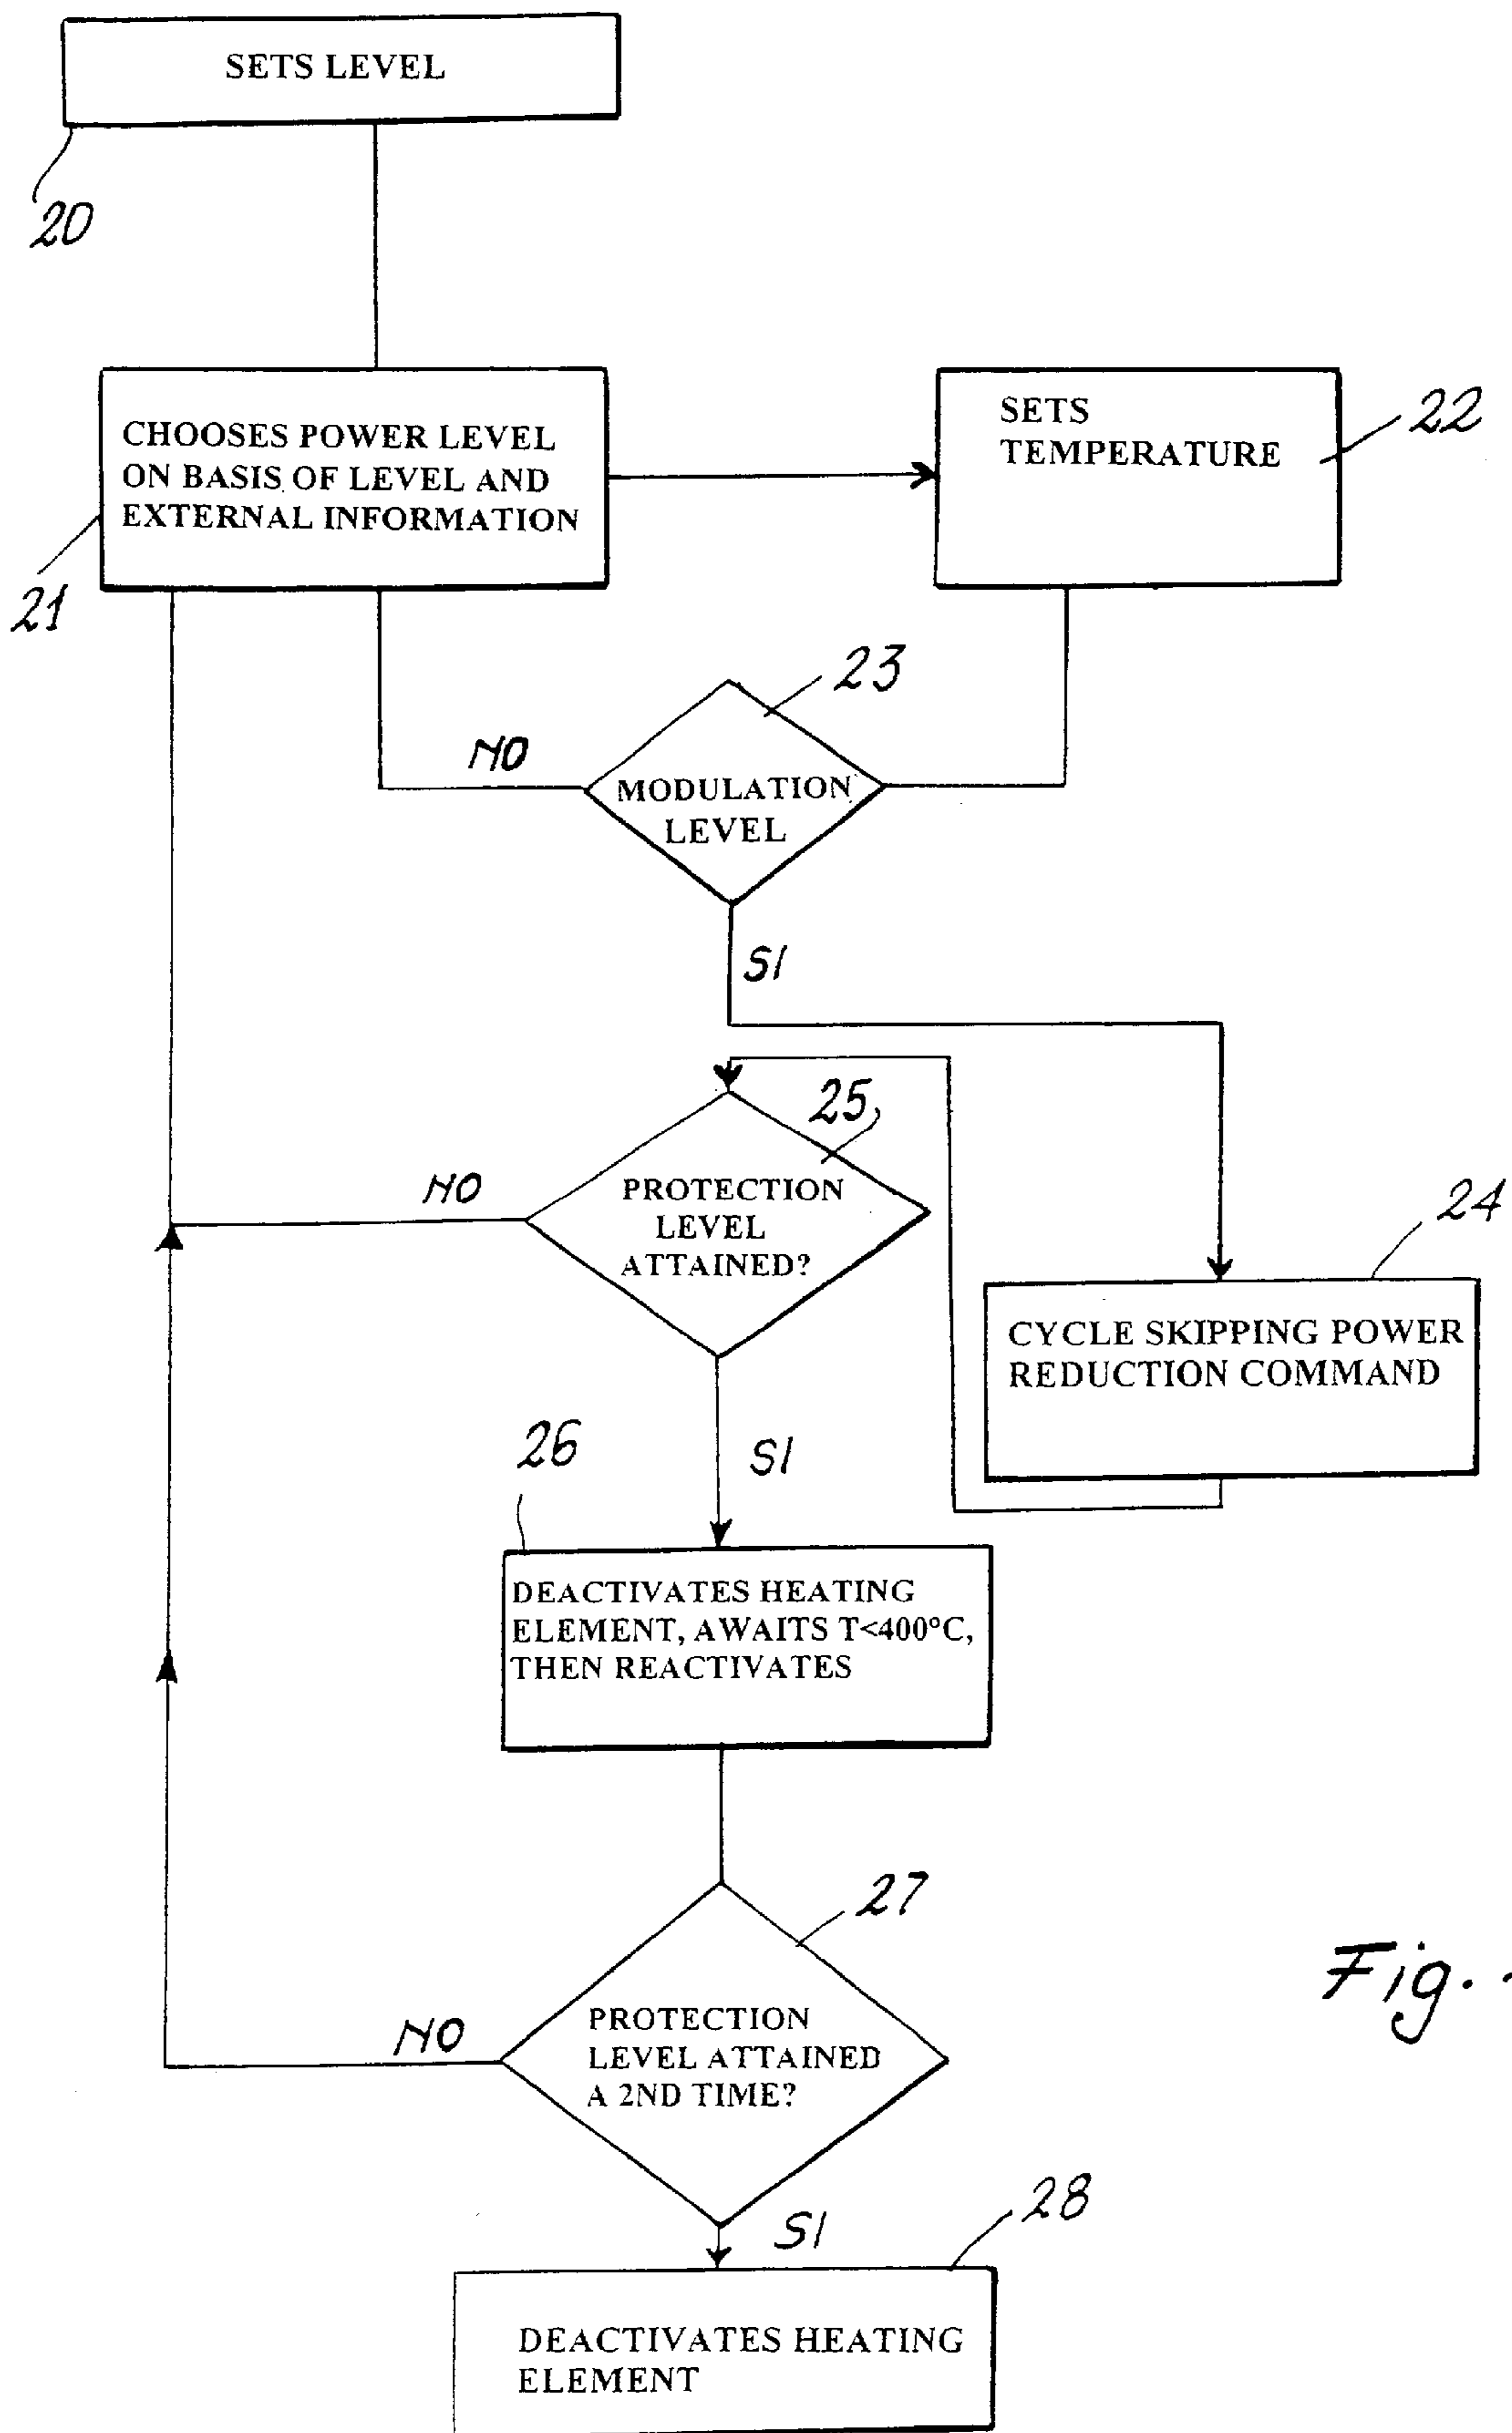 SETS LEVEL
20
CHOOSES POWER LEVEL
ON BASIS OF LEVEL AND
EXTERNAL INFORMATION
21
SETS
TEMPERATURE
22
23
NO
MODULATION
LEVEL
SI
25
NO
PROTECTION
LEVEL
ATTAINED?
24
CYCLE SKIPPING POWER
REDUCTION COMMAND
SI
26
DEACTIVATES HEATING
ELEMENT, AWAITS T<400°C,
THEN REACTIVATES
27
NO
PROTECTION
LEVEL ATTAINED
A 2ND TIME?
Fig.
SI
28
DEACTIVATES HEATING
ELEMENT